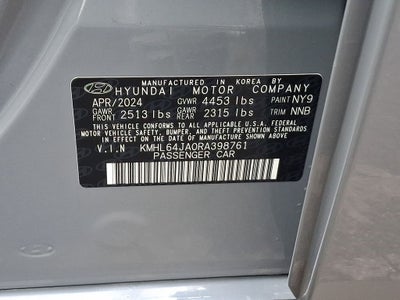 MANUFACTURED IN KOREA BY
HYUNDAI MOTOR COMPANY
APR/2024 GVWR 4453 lbs PAINT NY9
GAWR FRONT 2513 lbs GAWR REAR 2315 lbs TRIM NNB
THIS VEHICLE CONFORMS TO ALL APPLICABLE U.S. FEDERAL
MOTOR VEHICLE SAFETY, BUMPER, AND THEFT PREVENTION STANDARDS
IN EFFECT ON THE DATE OF MANUFACTURE SHOWN ABOVE.
V.I.N KMHL64JA0RA398761
PASSENGER CAR